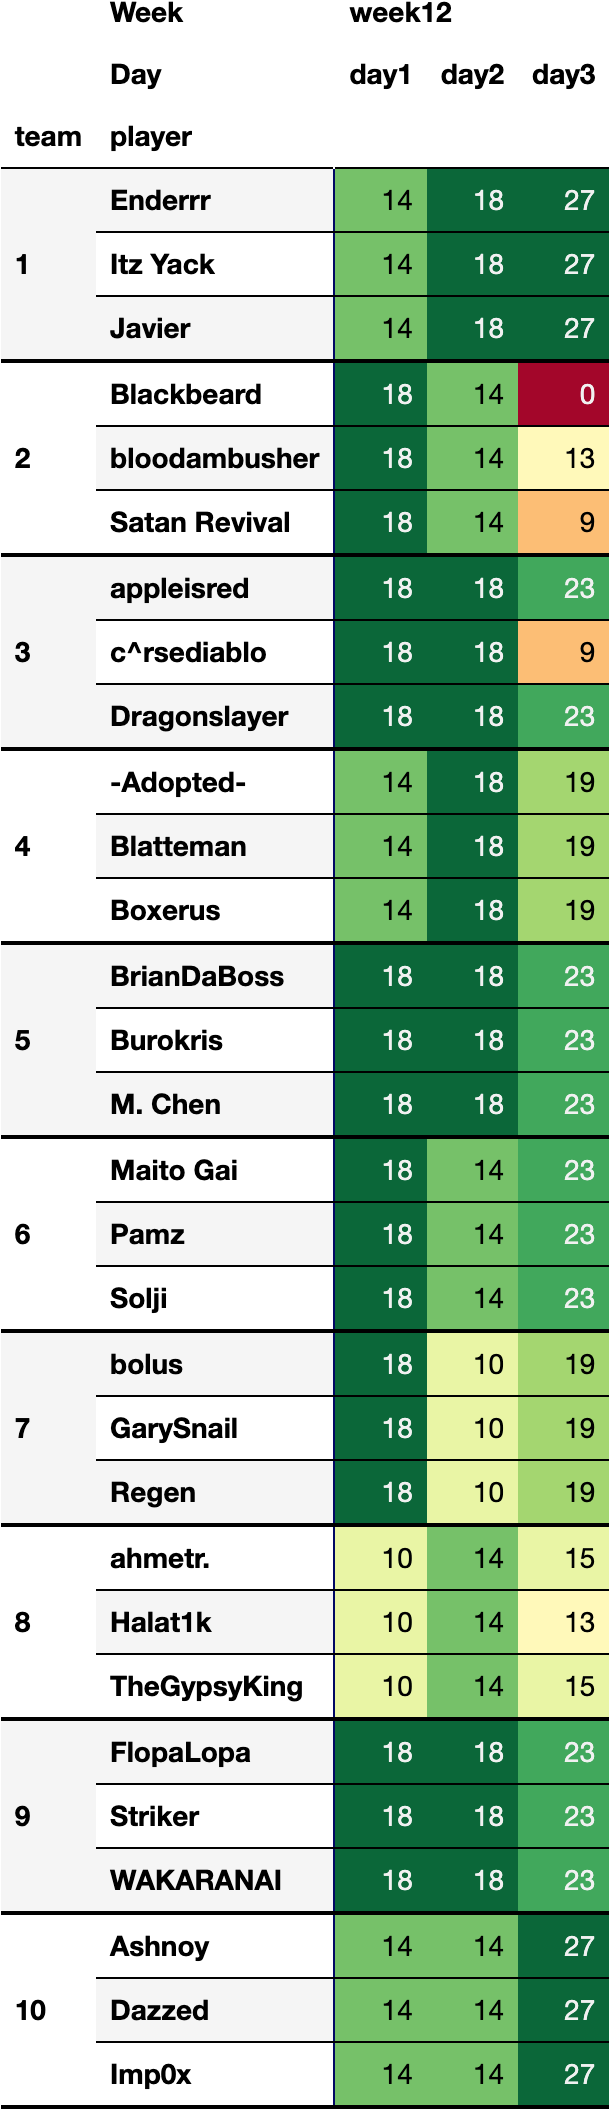 Week week12
Day day1 day2 day3
team player
Enderrr 14 18 27
1 Itz Yack 14 18 27
Javier 14 18 27
Blackbeard 18 14 0
2 bloodambusher 18 14 13
Satan Revival 18 14 9
appleisred 18 18 23
3 c^rsediablo 18 18 9
Dragonslayer 18 18 23
-Adopted- 14 18 19
4 Blatteman 14 18 19
Boxerus 14 18 19
BrianDaBoss 18 18 23
5 Burokris 18 18 23
M. Chen 18 18 23
Maito Gai 18 14 23
6 Pamz 18 14 23
Solji 18 14 23
bolus 18 10 19
7 GarySnail 18 10 19
Regen 18 10 19
ahmetr. 10 14 15
8 Halat1k 10 14 13
TheGypsyKing 10 14 15
FlopaLopa 18 18 23
9 Striker 18 18 23
WAKARANAI 18 18 23
Ashnoy 14 14 27
10 Dazzed 14 14 27
Imp0x 14 14 27